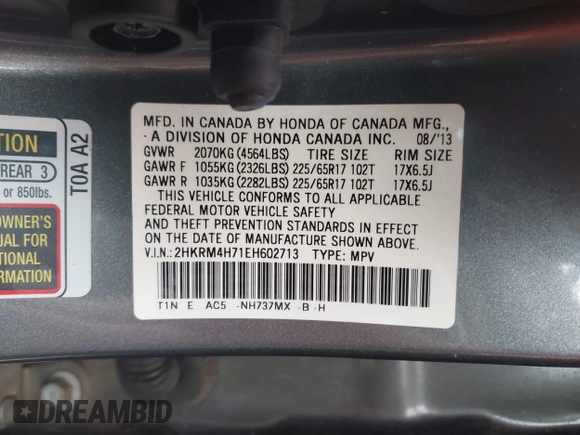 MFD. IN CANADA BY HONDA OF CANADA MFG.,
A DIVISION OF HONDA CANADA INC. 08/'13
GVWR 2070KG (4564LBS) TIRE SIZE RIM SIZE
GAWR F 1055KG (2326LBS) 225/65R17 102T 17X6.5J
GAWR R 1035KG (2282LBS) 225/65R17 102T 17X6.5J
THIS VEHICLE CONFORMS TO ALL APPLICABLE
FEDERAL MOTOR VEHICLE SAFETY
AND THEFT PREVENTION STANDARDS IN EFFECT
ON THE DATE OF MANUFACTURE SHOWN ABOVE.
V.I.N.: 2HKRM4H71EH602713 TYPE: MPV
T1N E AC5 -NH737MX -B -H
REAR 3
or 850lbs.
OWNER'S
FOR
T0A A2
DREAMBID